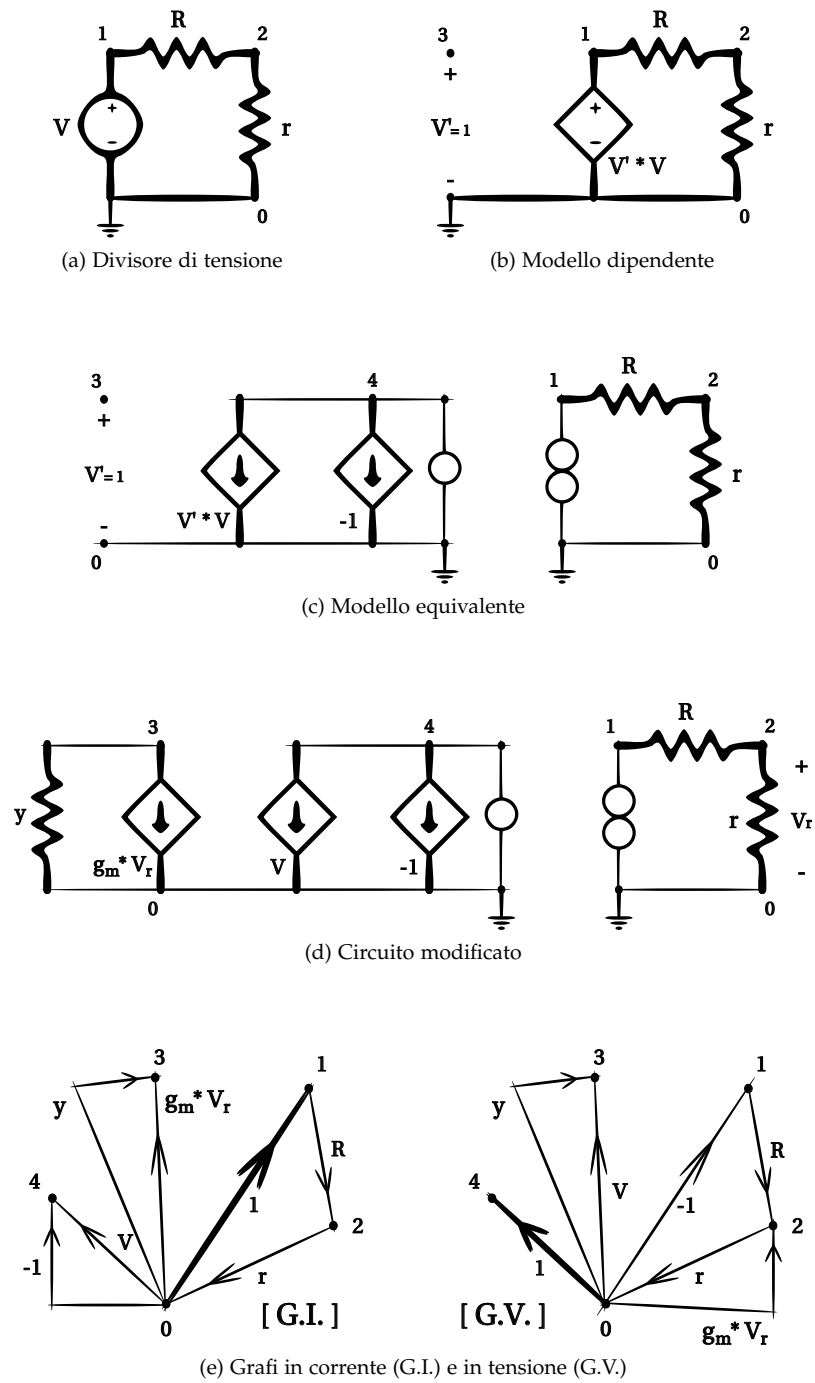 R
1 2
V + - r
0
(a) Divisore di tensione
R
3 1 2
+
V'=1 + - r
V' * V
-
0
(b) Modello dipendente
R
3 4 1 2
+
V'=1 r
V' * V -1
-
0 0
(c) Modello equivalente
R
3 4 1 2
+
y r Vr
gm* Vr V -1 -
0 0
(d) Circuito modificato
3 1
y gm* Vr
R
4 1 2
V
-1 r
0 [ G.I. ]
3 1
y
R
4 V -1 2
1 r
[ G.V. ] 0 gm* Vr
(e) Grafi in corrente (G.I.) e in tensione (G.V.)